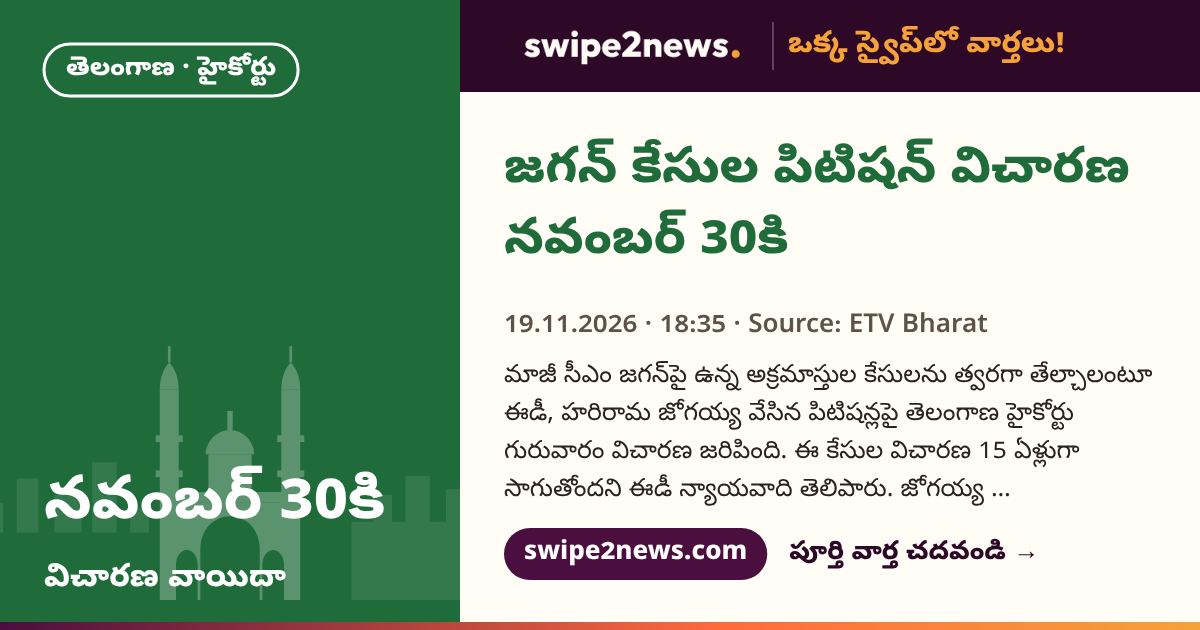 తెలంగాణ · హైకోర్టు
నవంబర్ 30కి
విచారణ వాయిదా
swipe2news. ఒక్క స్వైప్‌లో వార్తలు!
జగన్ కేసుల పిటిషన్ విచారణ
నవంబర్ 30కి
19.11.2026 · 18:35 · Source: ETV Bharat
మాజీ సీఎం జగన్‌పై ఉన్న అక్రమాస్తుల కేసులను త్వరగా తేల్చాలంటూ
ఈడీ, హరిరామ జోగయ్య వేసిన పిటిషన్లపై తెలంగాణ హైకోర్టు
గురువారం విచారణ జరిపింది. ఈ కేసుల విచారణ 15 ఏళ్లుగా
సాగుతోందని ఈడీ న్యాయవాది తెలిపారు. జోగయ్య ...
swipe2news.com పూర్తి వార్త చదవండి →